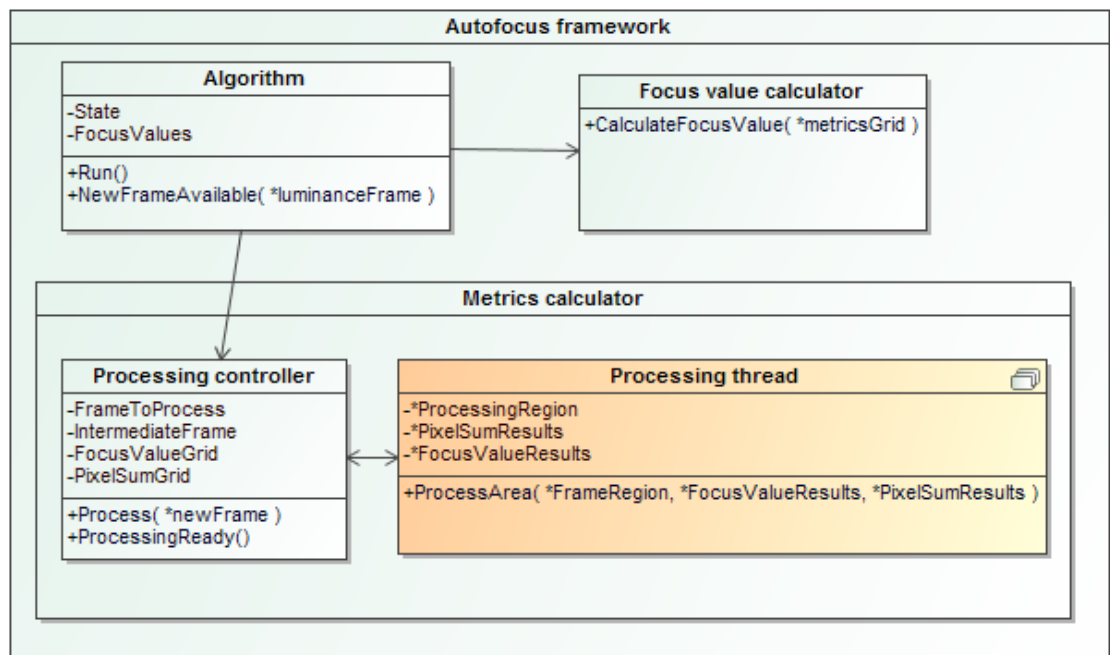 Autofocus framework
Algorithm
-State
-FocusValues
+Run()
+NewFrameAvailable( *luminanceFrame )
Focus value calculator
+CalculateFocusValue( *metricsGrid )
Metrics calculator
Processing controller
-FrameToProcess
-IntermediateFrame
-FocusValueGrid
-PixelSumGrid
+Process( *newFrame )
+ProcessingReady()
Processing thread
-*ProcessingRegion
-*PixelSumResults
-*FocusValueResults
+ProcessArea( *FrameRegion, *FocusValueResults, *PixelSumResults )